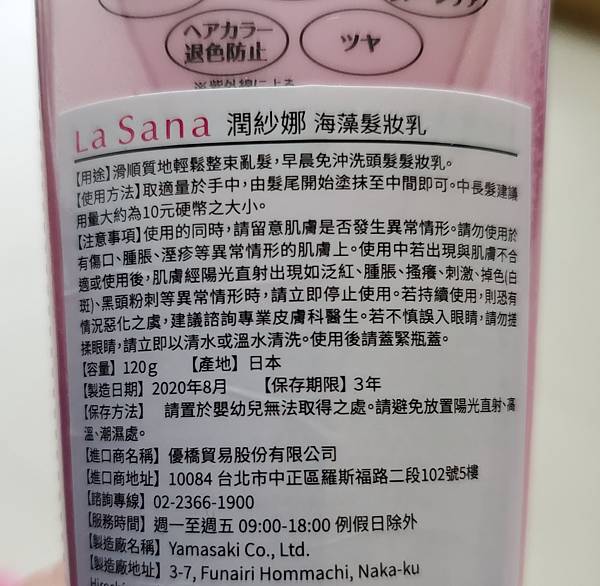 ヘアカラー
退色防止
ツヤ
※紫外線による
La Sana 潤紗娜 海藻髮妝乳
【用途】滑順質地輕鬆整束亂髮，早晨免沖洗頭髮髮妝乳。
【使用方法】取適量於手中，由髮尾開始塗抹至中間即可。中長髮建議
用量大約為10元硬幣之大小。
【注意事項】使用的同時，請留意肌膚是否發生異常情形。請勿使用於
有傷口、腫脹、溼疹等異常情形的肌膚上。使用中若出現與肌膚不合
適或使用後，肌膚經陽光直射出現如泛紅、腫脹、搔癢、刺激、掉色(白
斑)、黑頭粉刺等異常情形時，請立即停止使用。若持續使用，則恐有
情況惡化之虞，建議諮詢專業皮膚科醫生。若不慎誤入眼睛，請勿搓
揉眼睛，請立即以清水或溫水清洗。使用後請蓋緊瓶蓋。
【容量】120g 【產地】日本
【製造日期】2020年8月 【保存期限】3年
【保存方法】 請置於嬰幼兒無法取得之處。請避免放置陽光直射、高
溫、潮濕處。
【進口商名稱】優橋貿易股份有限公司
【進口商地址】10084 台北市中正區羅斯福路二段102號5樓
【諮詢專線】02-2366-1900
【服務時間】週一至週五 09:00-18:00 例假日除外
【製造廠名稱】Yamasaki Co., Ltd.
【製造廠地址】3-7, Funairi Hommachi, Naka-ku